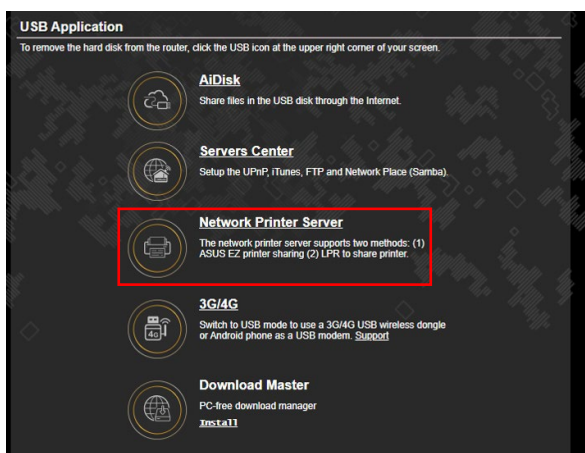 USB Application
To remove the hard disk from the router, click the USB icon at the upper right corner of your screen.
AiDisk
Share files in the USB disk through the Internet.
Servers Center
Setup the UPnP, iTunes, FTP and Network Place (Samba).
Network Printer Server
The network printer server supports two methods: (1)
ASUS EZ printer sharing (2) LPR to share printer.
3G/4G
Switch to USB mode to use a 3G/4G USB wireless dongle
or Android phone as a USB modem. Support
4G
Download Master
PC-free download manager
Install